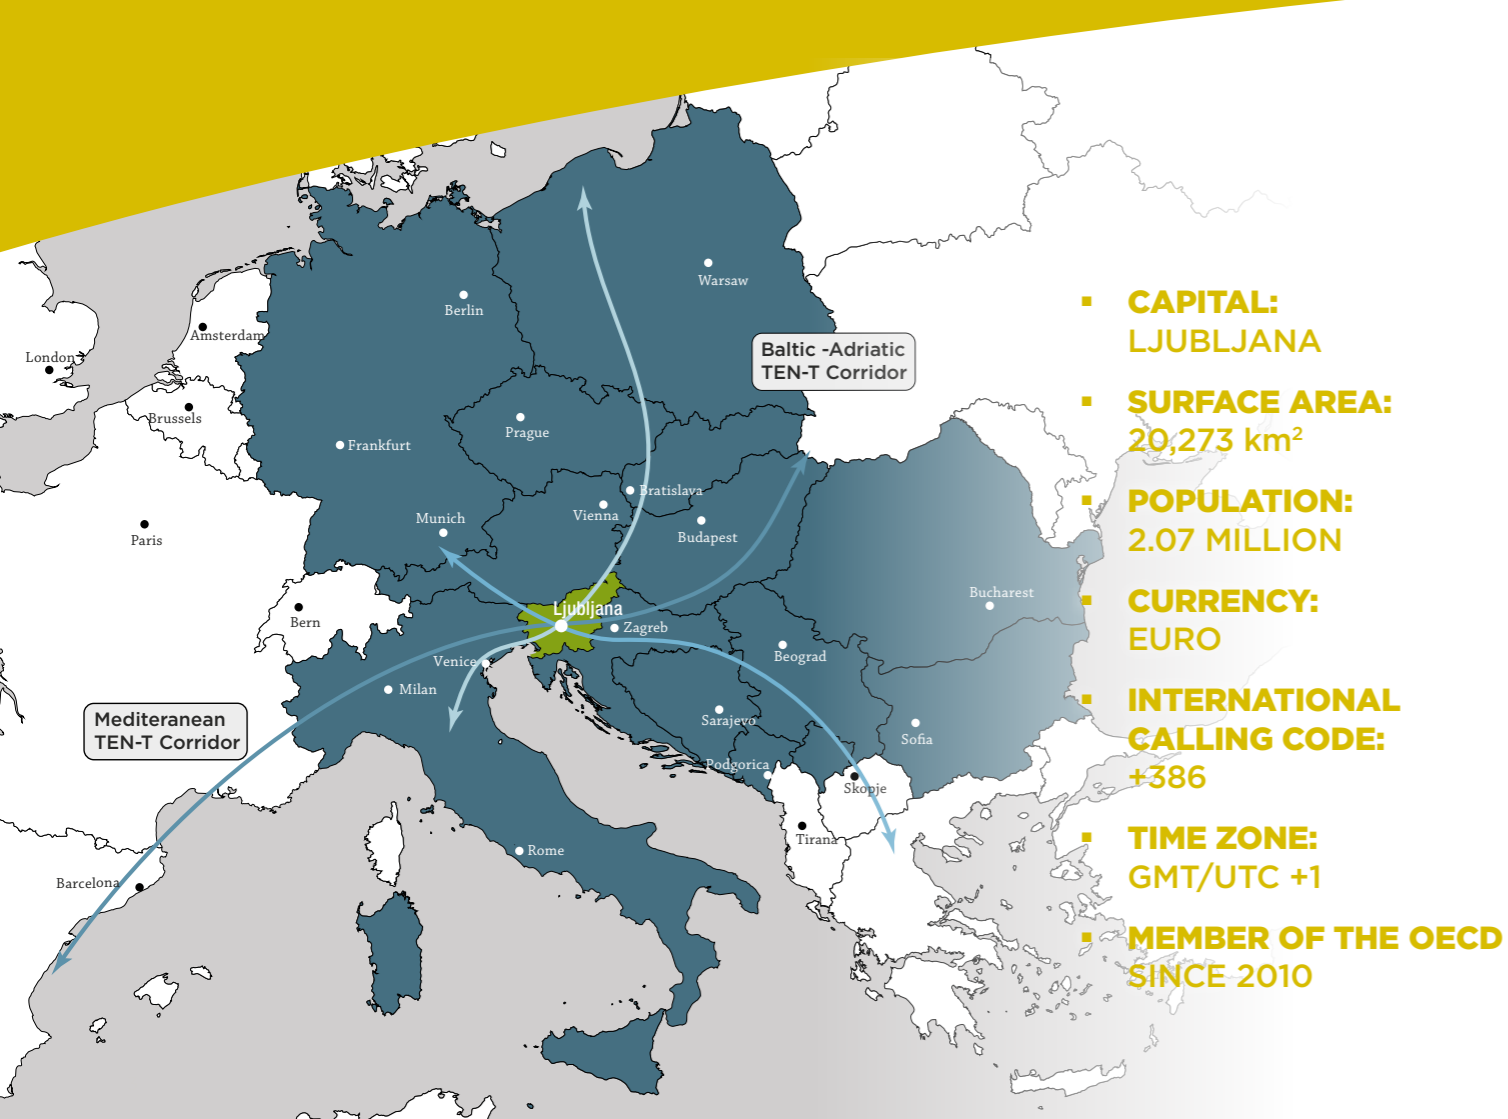 Warsaw
Berlin
Amsterdam
London
Baltic -Adriatic
TEN-T Corridor
Brussels
Prague
Frankfurt
Bratislava
Munich
Vienna
Budapest
Paris
Bucharest
Ljubljana
Bern
Zagreb
Venice
Beograd
Milan
Sarajevo
Mediteranean
TEN-T Corridor
Sofia
Podgorica
Skopje
Tirana
Rome
Barcelona
▪ CAPITAL:
LJUBLJANA
▪ SURFACE AREA:
20,273 km²
▪ POPULATION:
2.07 MILLION
▪ CURRENCY:
EURO
▪ INTERNATIONAL
CALLING CODE:
+386
▪ TIME ZONE:
GMT/UTC +1
▪ MEMBER OF THE OECD
SINCE 2010